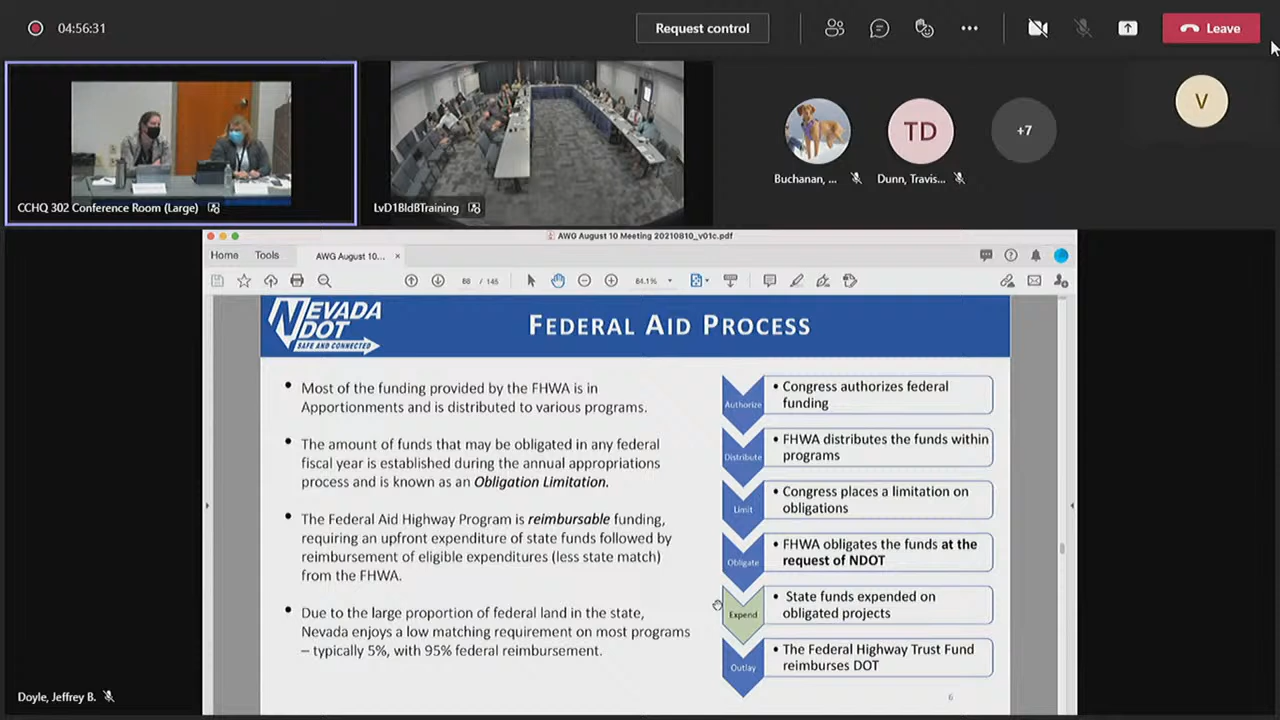 04:56:31
Request control
Leave
CCHQ 302 Conference Room (Large)
LvD1BldBTraining
Buchanan, ...
TD
Dunn, Travis...
+7
V
AWG August 10 Meeting 20210810_v01c.pdf
Home
Tools
AWG August 10...
88 / 145
84.1%
NEVADA
DOT
SAFE AND CONNECTED
FEDERAL AID PROCESS
• Most of the funding provided by the FHWA is in
Apportionments and is distributed to various programs.
• The amount of funds that may be obligated in any federal
fiscal year is established during the annual appropriations
process and is known as an Obligation Limitation.
• The Federal Aid Highway Program is reimbursable funding,
requiring an upfront expenditure of state funds followed by
reimbursement of eligible expenditures (less state match)
from the FHWA.
• Due to the large proportion of federal land in the state,
Nevada enjoys a low matching requirement on most programs
– typically 5%, with 95% federal reimbursement.
Authorize
• Congress authorizes federal
funding
Distribute
• FHWA distributes the funds within
programs
Limit
• Congress places a limitation on
obligations
Obligate
• FHWA obligates the funds at the
request of NDOT
Expend
• State funds expended on
obligated projects
Outlay
• The Federal Highway Trust Fund
reimburses DOT
6
Doyle, Jeffrey B.